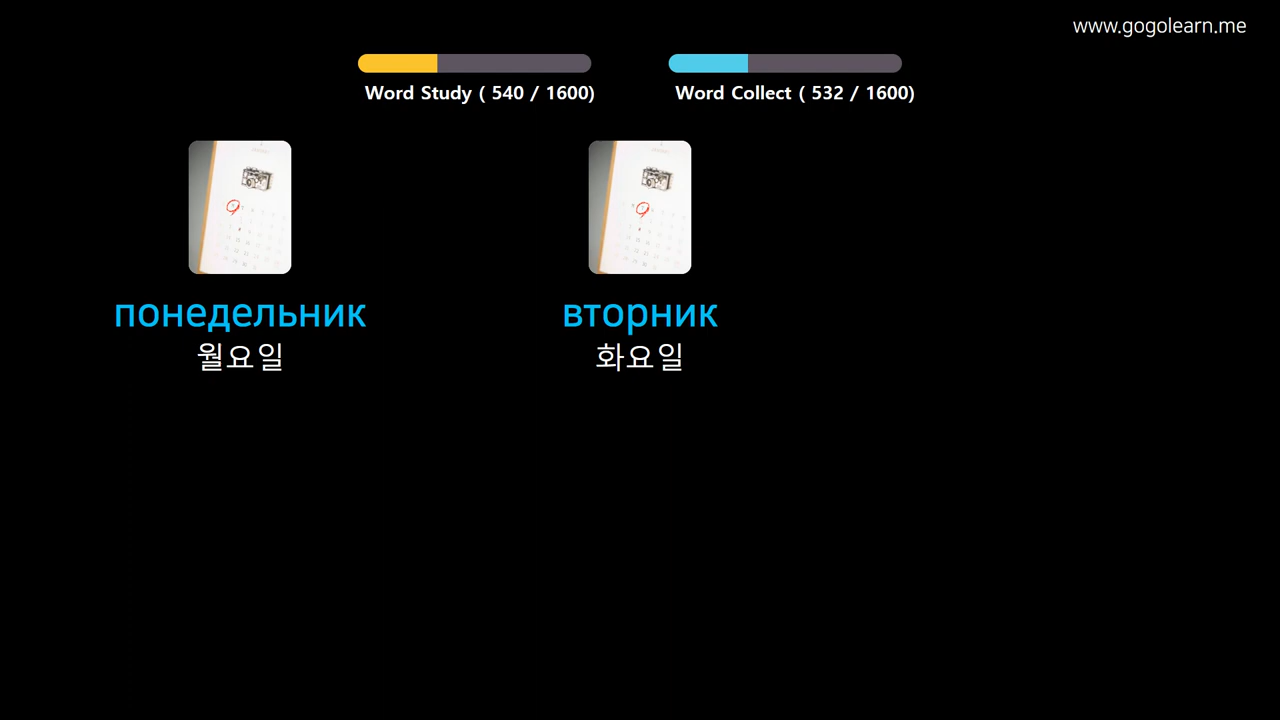 www.gogolearn.me
Word Study ( 540 / 1600)
Word Collect ( 532 / 1600)
понедельник
월요일
вторник
화요일